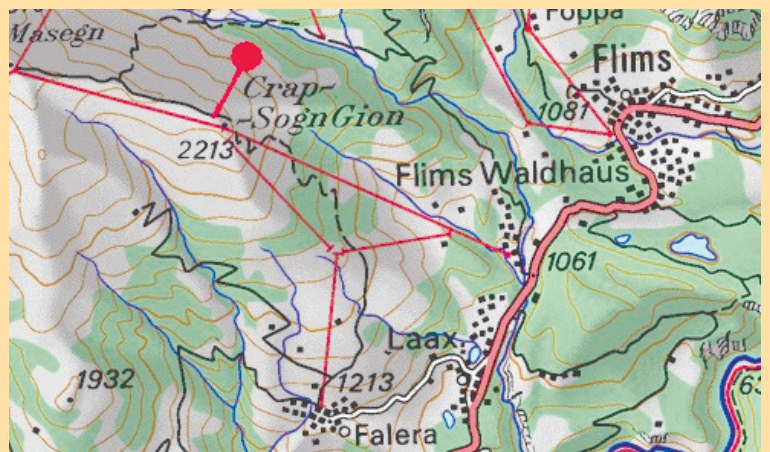 Masegn
Foppa
Flims
Crap-
Sogn Gion
1081
2213
Flims Waldhaus
1061
Laax
1932
1213
Falera